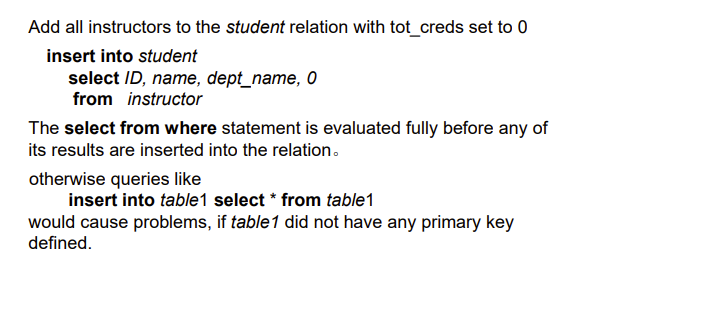 Add all instructors to the student relation with tot_creds set to 0
insert into student
select ID, name, dept_name, 0
from instructor
The select from where statement is evaluated fully before any of
its results are inserted into the relation。
otherwise queries like
insert into table1 select * from table1
would cause problems, if table1 did not have any primary key
defined.